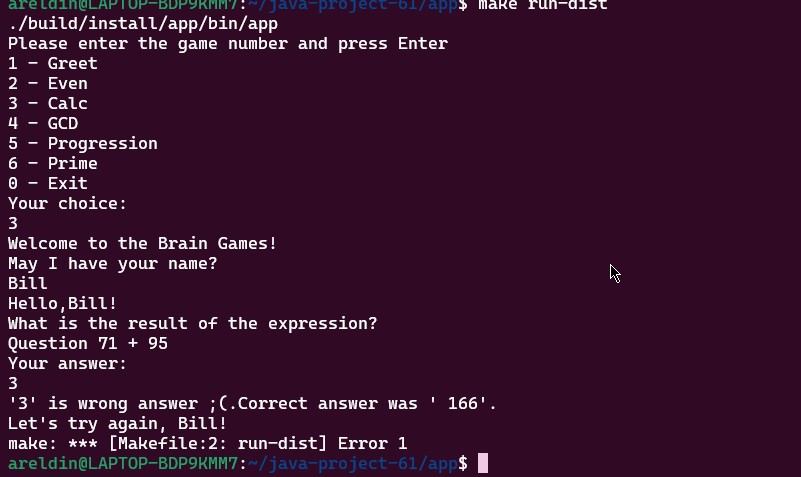 areldin@LAPTOP-BDP9KMM7:~/java-project-61/app$ make run-dist
./build/install/app/bin/app
Please enter the game number and press Enter
1 - Greet
2 - Even
3 - Calc
4 - GCD
5 - Progression
6 - Prime
0 - Exit
Your choice:
3
Welcome to the Brain Games!
May I have your name?
Bill
Hello,Bill!
What is the result of the expression?
Question 71 + 95
Your answer:
3
'3' is wrong answer ;(.Correct answer was ' 166'.
Let's try again, Bill!
make: *** [Makefile:2: run-dist] Error 1
areldin@LAPTOP-BDP9KMM7:~/java-project-61/app$